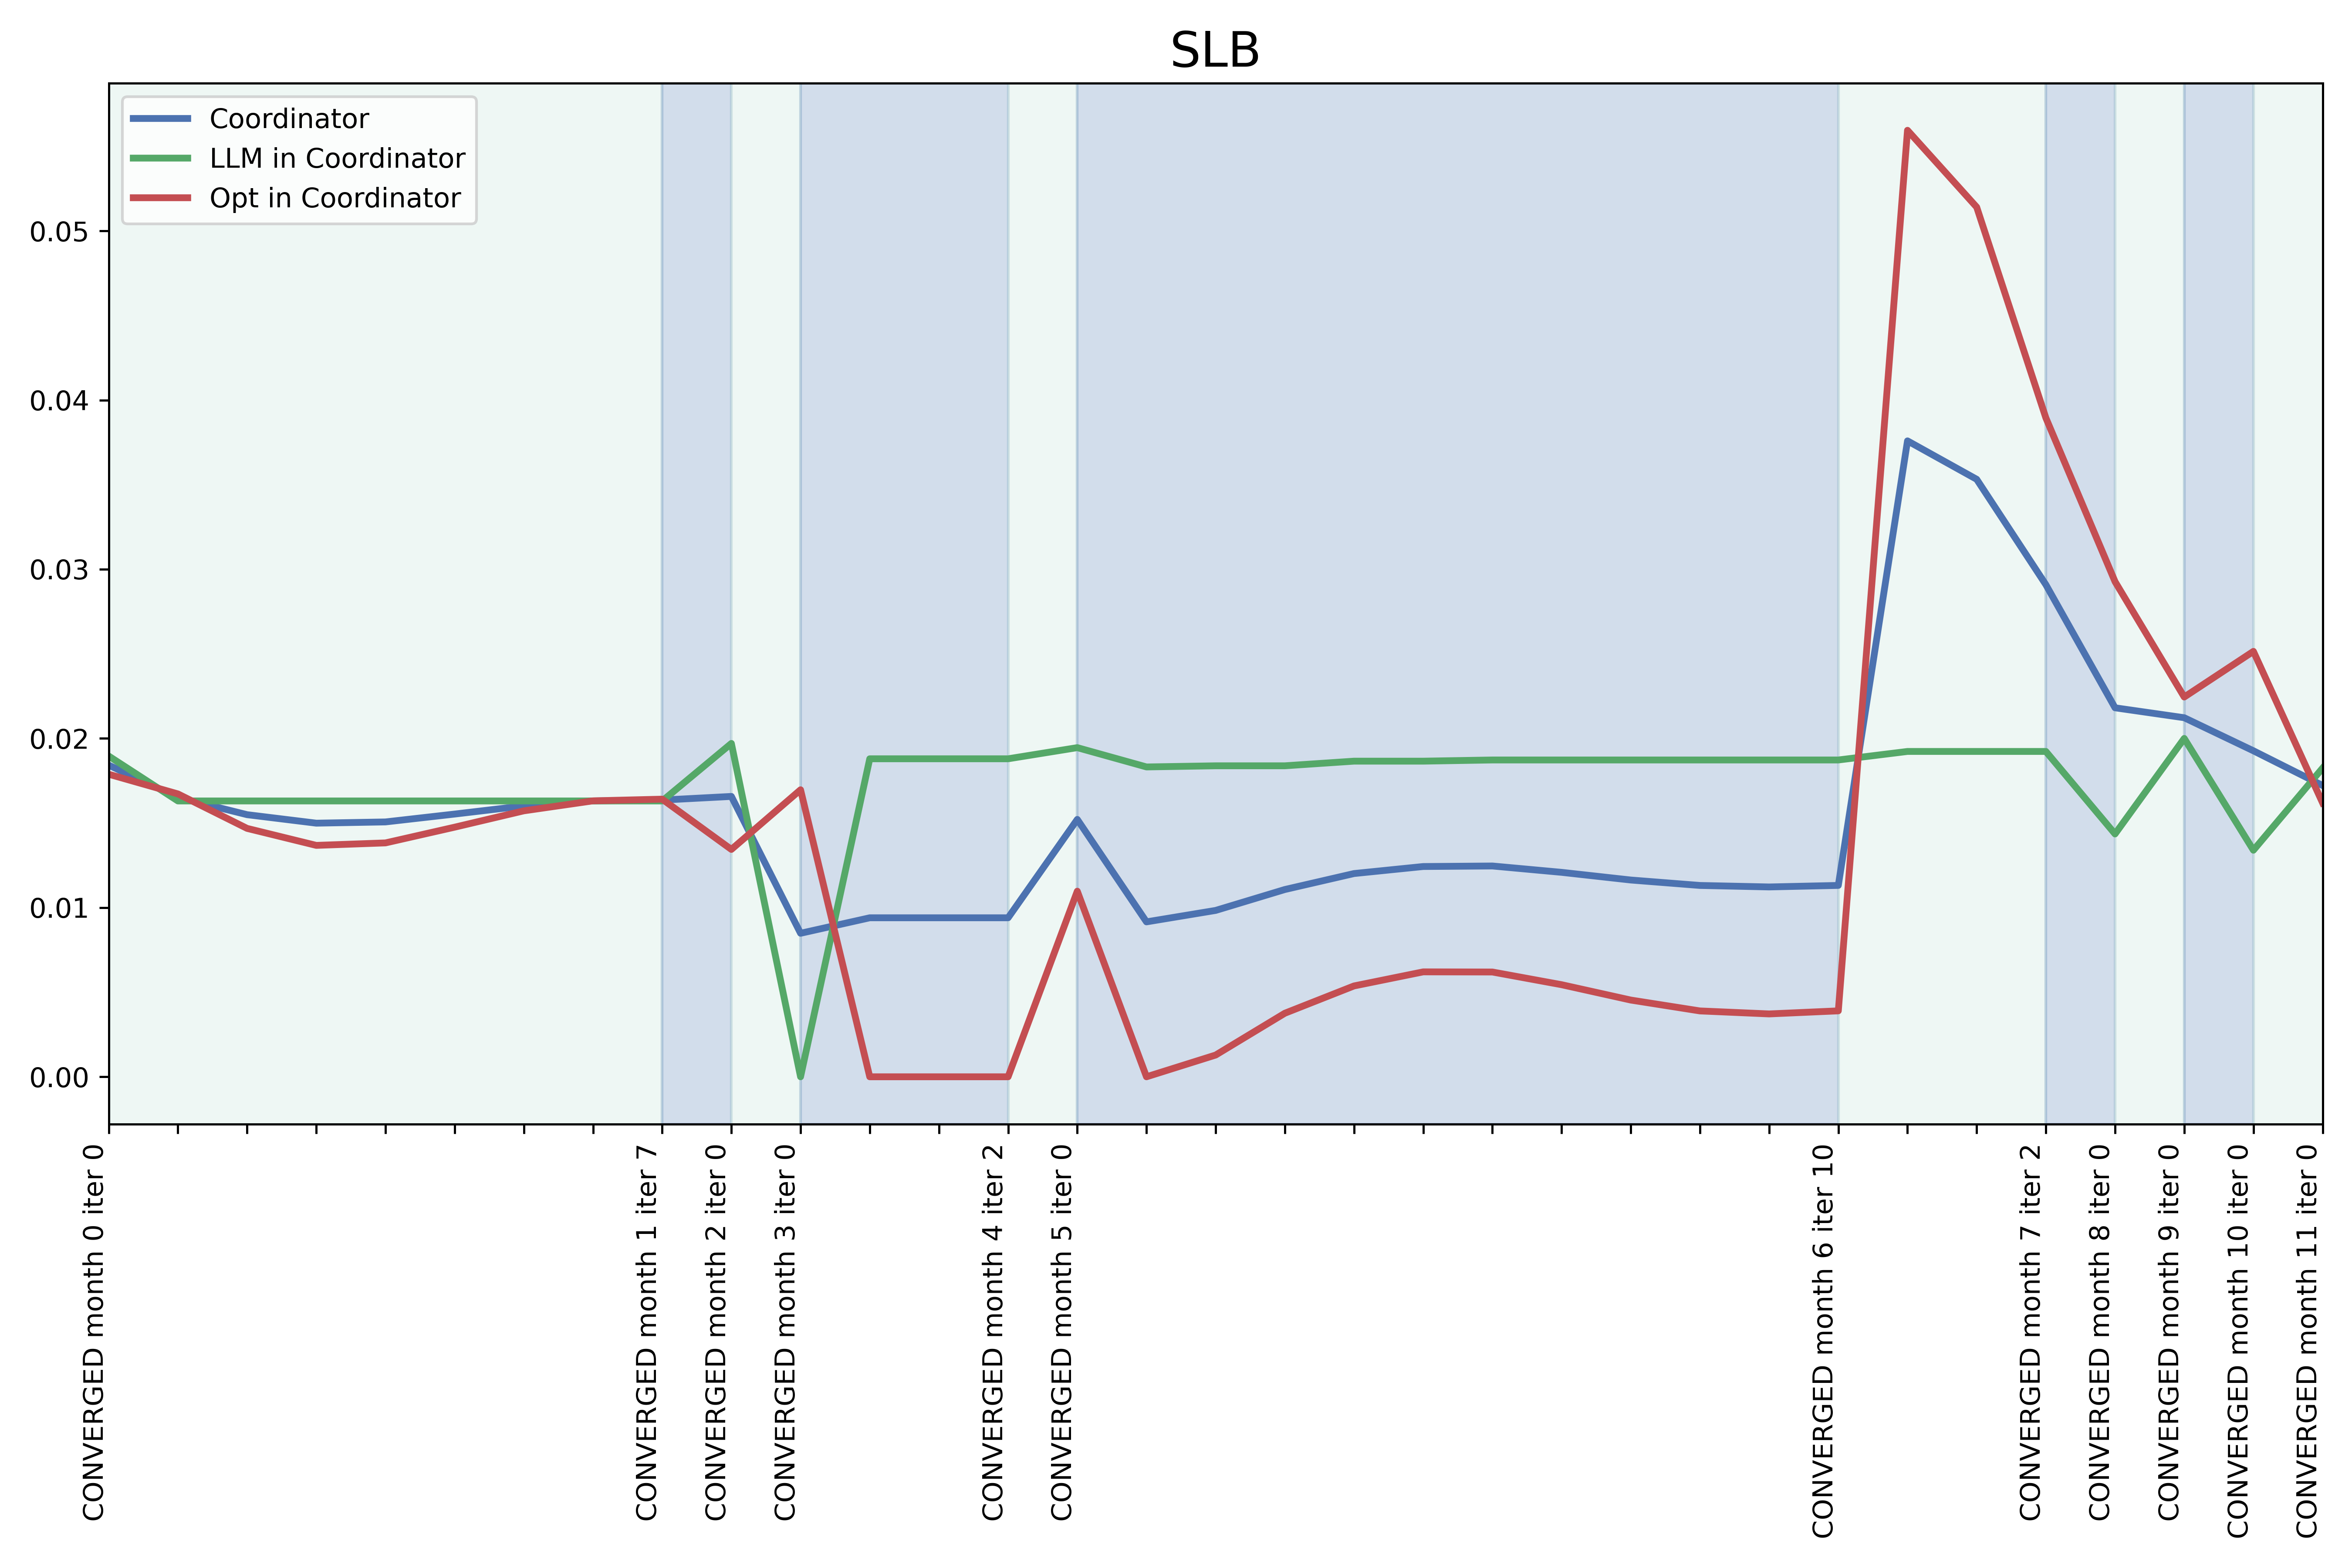 SLB
Coordinator
LLM in Coordinator
Opt in Coordinator
0.05
0.04
0.03
0.02
0.01
0.00
CONVERGED month 0 iter 0
CONVERGED month 1 iter 7
CONVERGED month 2 iter 0
CONVERGED month 3 iter 0
CONVERGED month 4 iter 2
CONVERGED month 5 iter 0
CONVERGED month 6 iter 10
CONVERGED month 7 iter 2
CONVERGED month 8 iter 0
CONVERGED month 9 iter 0
CONVERGED month 10 iter 0
CONVERGED month 11 iter 0